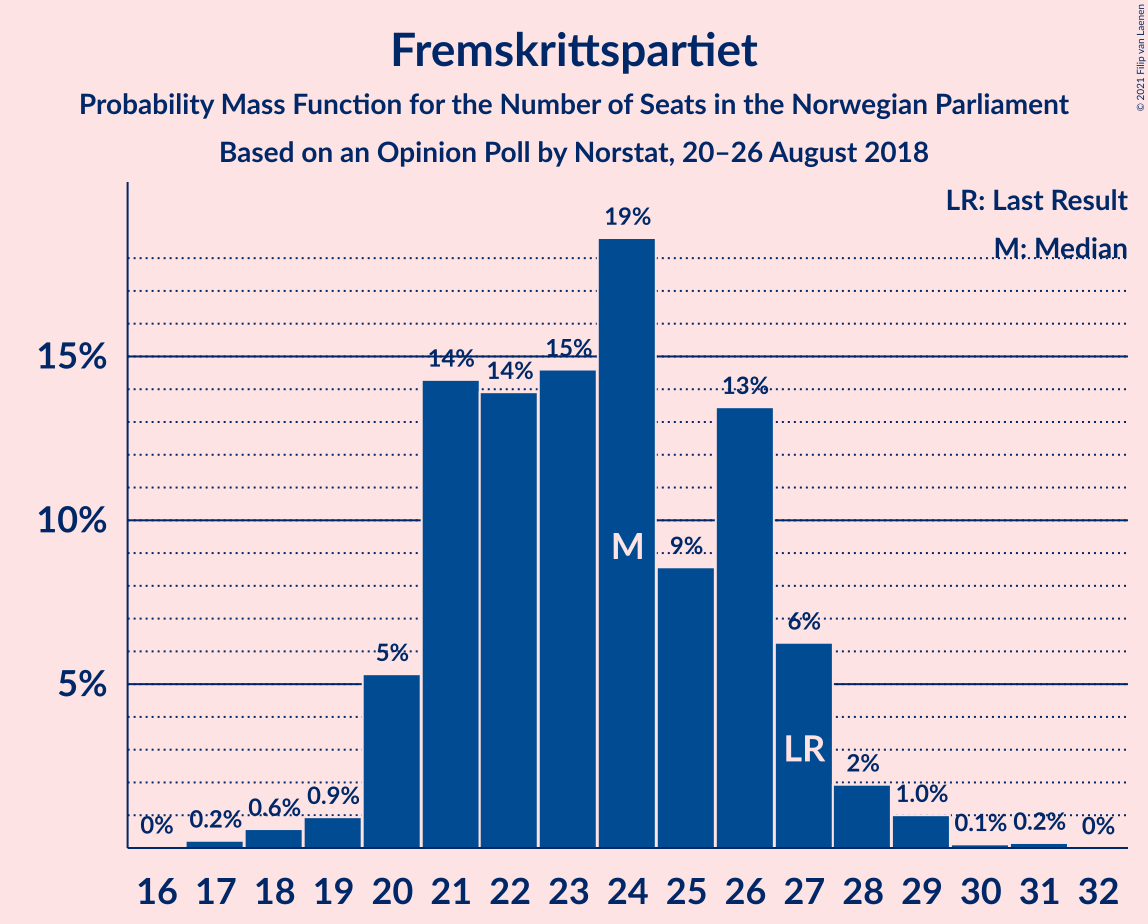 Fremskrittspartiet
Probability Mass Function for the Number of Seats in the Norwegian Parliament
Based on an Opinion Poll by Norstat, 20–26 August 2018
© 2021 Filip van Laenen
LR: Last Result
M: Median
15%
10%
5%
0% 0.2% 0.6% 0.9% 5% 14% 14% 15% 19% 9% 13% 6% 2% 1.0% 0.1% 0.2% 0%
M
LR
16 17 18 19 20 21 22 23 24 25 26 27 28 29 30 31 32